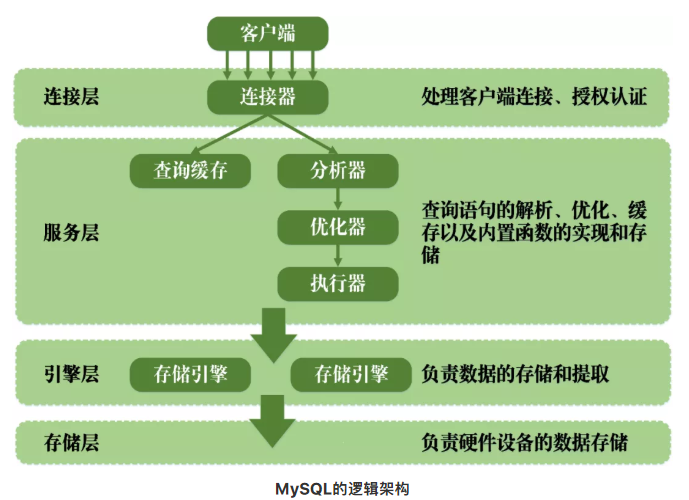 客户端
连接层
连接器
处理客户端连接、授权认证
查询缓存
分析器
服务层
优化器
查询语句的解析、优化、缓
存以及内置函数的实现和存
储
执行器
引擎层
存储引擎
存储引擎
负责数据的存储和提取
存储层
负责硬件设备的数据存储
MySQL的逻辑架构